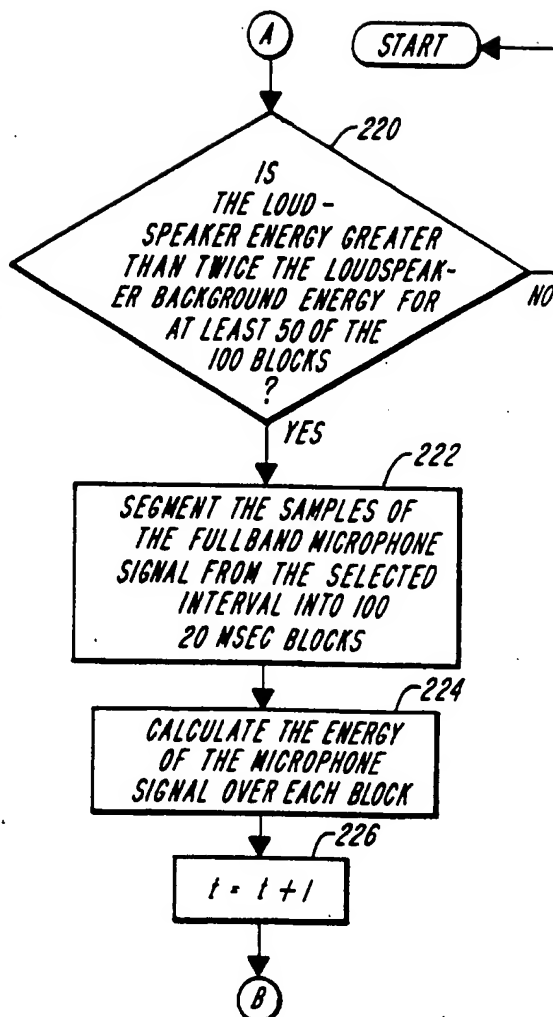 A
START
220
IS
THE LOUD-
SPEAKER ENERGY GREATER
THAN TWICE THE LOUDSPEAK-
ER BACKGROUND ENERGY FOR
AT LEAST 50 OF THE
100 BLOCKS
?
NO
YES
222
SEGMENT THE SAMPLES OF
THE FULLBAND MICROPHONE
SIGNAL FROM THE SELECTED
INTERVAL INTO 100
20 MSEC BLOCKS
224
CALCULATE THE ENERGY
OF THE MICROPHONE
SIGNAL OVER EACH BLOCK
226
t = t + 1
B